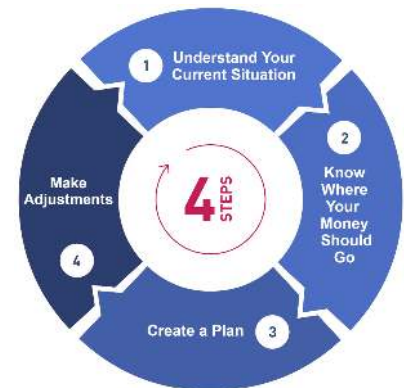 1
Understand Your
Current Situation
2
Know
Where
Your
Money
Should
Go
Create a Plan
3
Make
Adjustments
4
4
STEPS